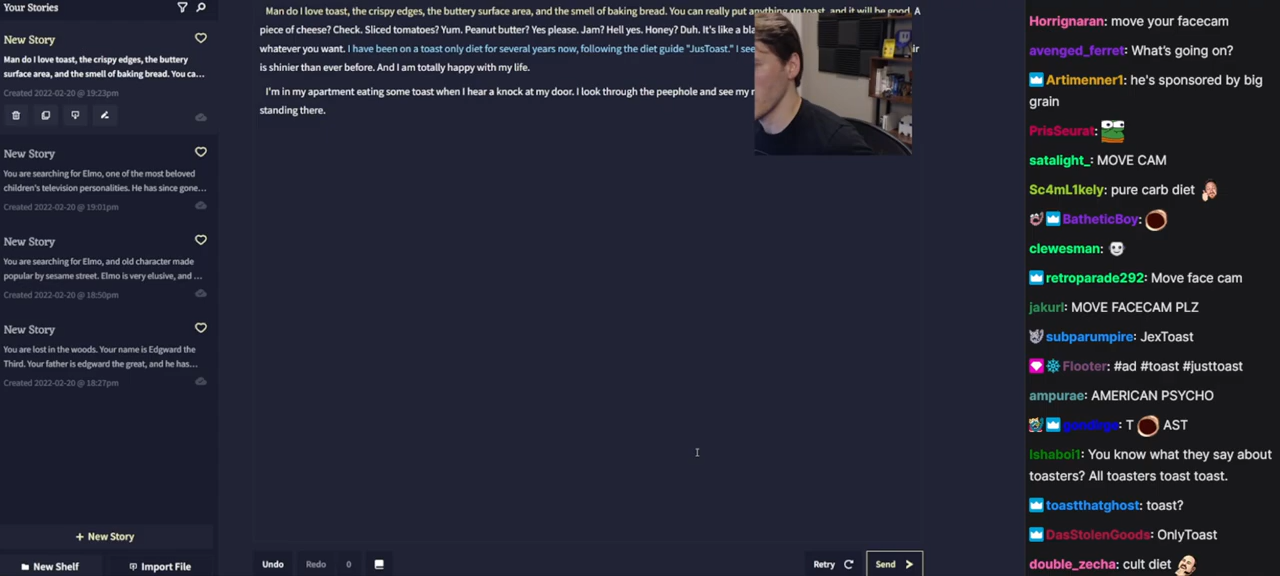 Your Stories
New Story
Man do I love toast, the crispy edges, the buttery
surface area, and the smell of baking bread. You ca...
Created 2022-02-20 @ 19:23pm
New Story
You are searching for Elmo, one of the most beloved
children's television personalities. He has since gone...
Created 2022-02-20 @ 19:01pm
New Story
You are searching for Elmo, and old character made
popular by sesame street. Elmo is very elusive, and ...
Created 2022-02-20 @ 18:50pm
New Story
You are lost in the woods. Your name is Edgward the
Third. Your father is edgward the great, and he has...
Created 2022-02-20 @ 18:27pm
+ New Story
New Shelf
Import File
Man do I love toast, the crispy edges, the buttery surface area, and the smell of baking bread. You can really put anything on toast, and it will be good. A
piece of cheese? Check. Sliced tomatoes? Yum. Peanut butter? Yes please. Jam? Hell yes. Honey? Duh. It's like a
whatever you want. I have been on a toast only diet for several years now, following the diet guide "JusToast." I
is shinier than ever before. And I am totally happy with my life.
I'm in my apartment eating some toast when I hear a knock at my door. I look through the peephole and see my
standing there.
Undo
Redo
0
Retry
Send
Horrignaran: move your facecam
avenged_ferret: What's going on?
Artimenner1: he's sponsored by big
grain
PrisSeurat:
satalight_: MOVE CAM
Sc4mL1kely: pure carb diet
BatheticBoy:
clewesman:
retroparade292: Move face cam
jakurl: MOVE FACECAM PLZ
subparumpire: JexToast
Flooter: #ad #toast #justtoast
ampurae: AMERICAN PSYCHO
T AST
Ishaboi1: You know what they say about
toasters? All toasters toast toast.
toastthatghost: toast?
DasStolenGoods: OnlyToast
double_zecha: cult diet